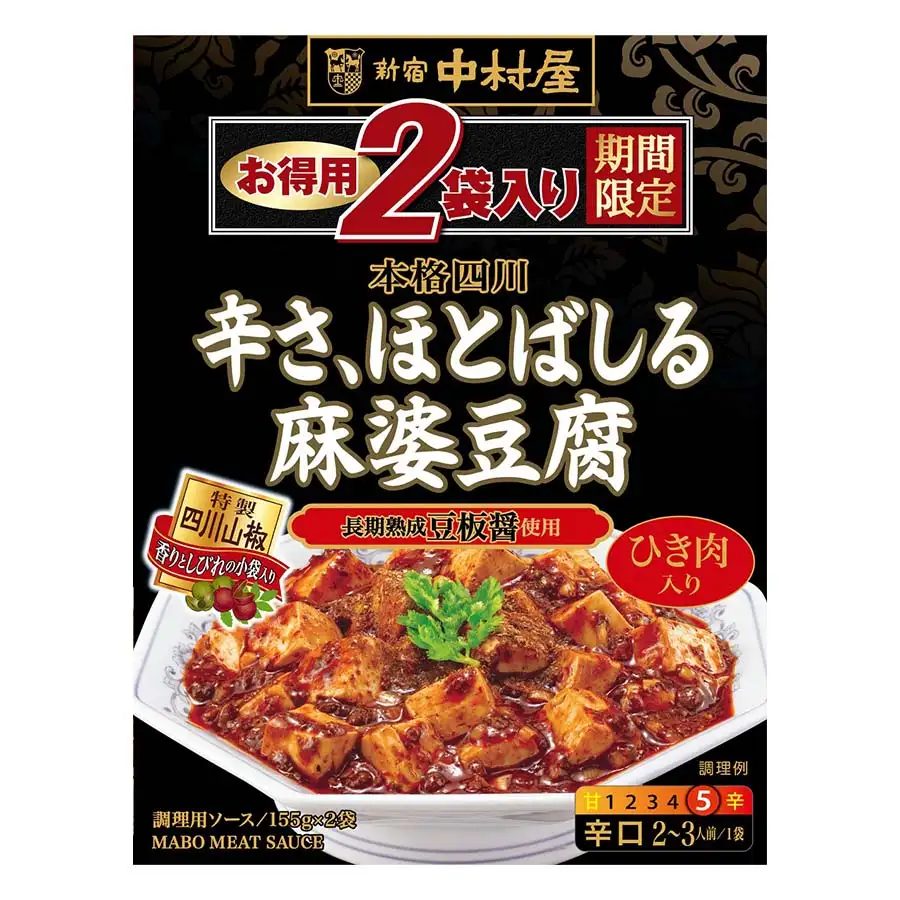 新宿 中村屋
お得用 2袋入り 期間限定
本格四川
辛さ、ほとばしる
麻婆豆腐
長期熟成 豆板醤 使用
特製
四川山椒
香りとしびれの小袋入り
ひき肉
入り
調理例
甘 1 2 3 4 5 辛
辛口 2~3人前/1袋
調理用ソース/155g×2袋
MABO MEAT SAUCE